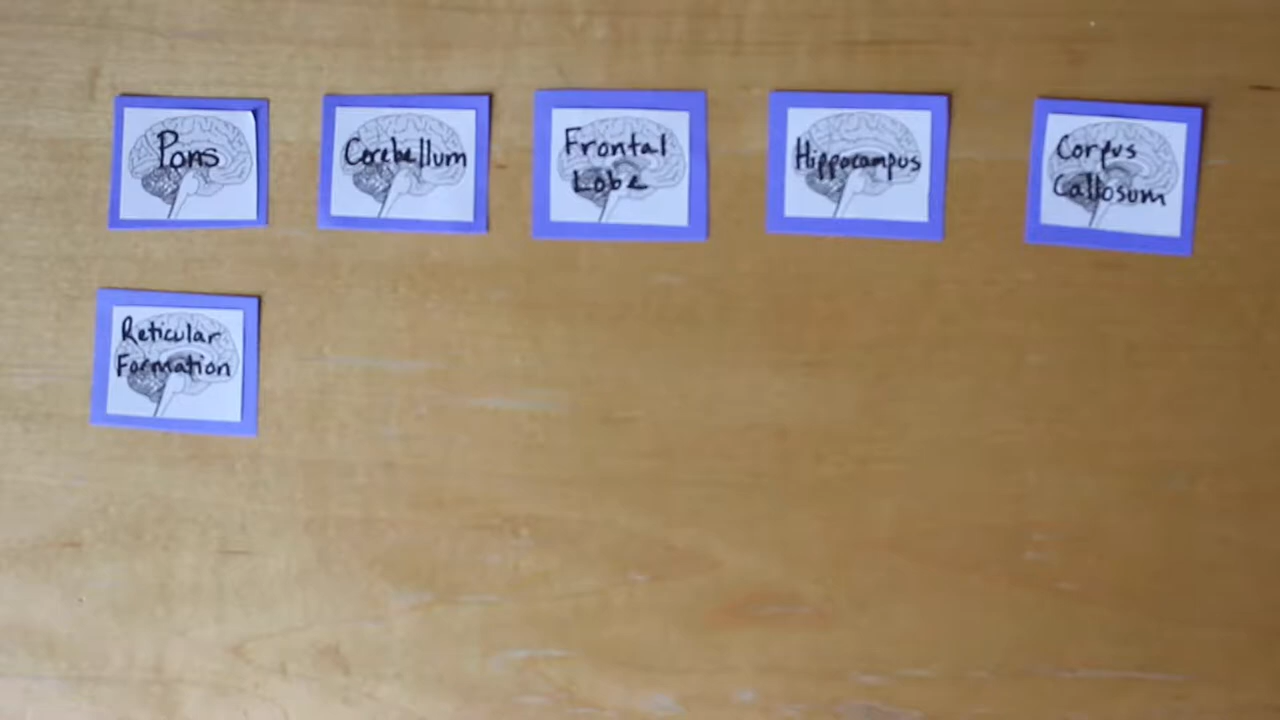 Pons
Cerebellum
Frontal
Lobe
Hippocampus
Corpus
Callosum
Reticular
Formation